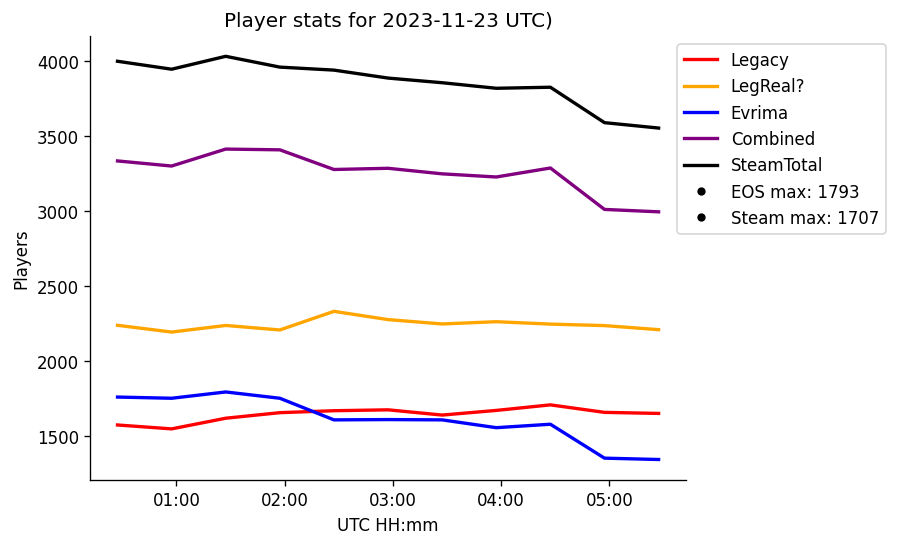 Player stats for 2023-11-23 UTC)
Legacy
LegReal?
Evrima
Combined
SteamTotal
EOS max: 1793
Steam max: 1707
Players
4000
3500
3000
2500
2000
1500
01:00 02:00 03:00 04:00 05:00
UTC HH:mm